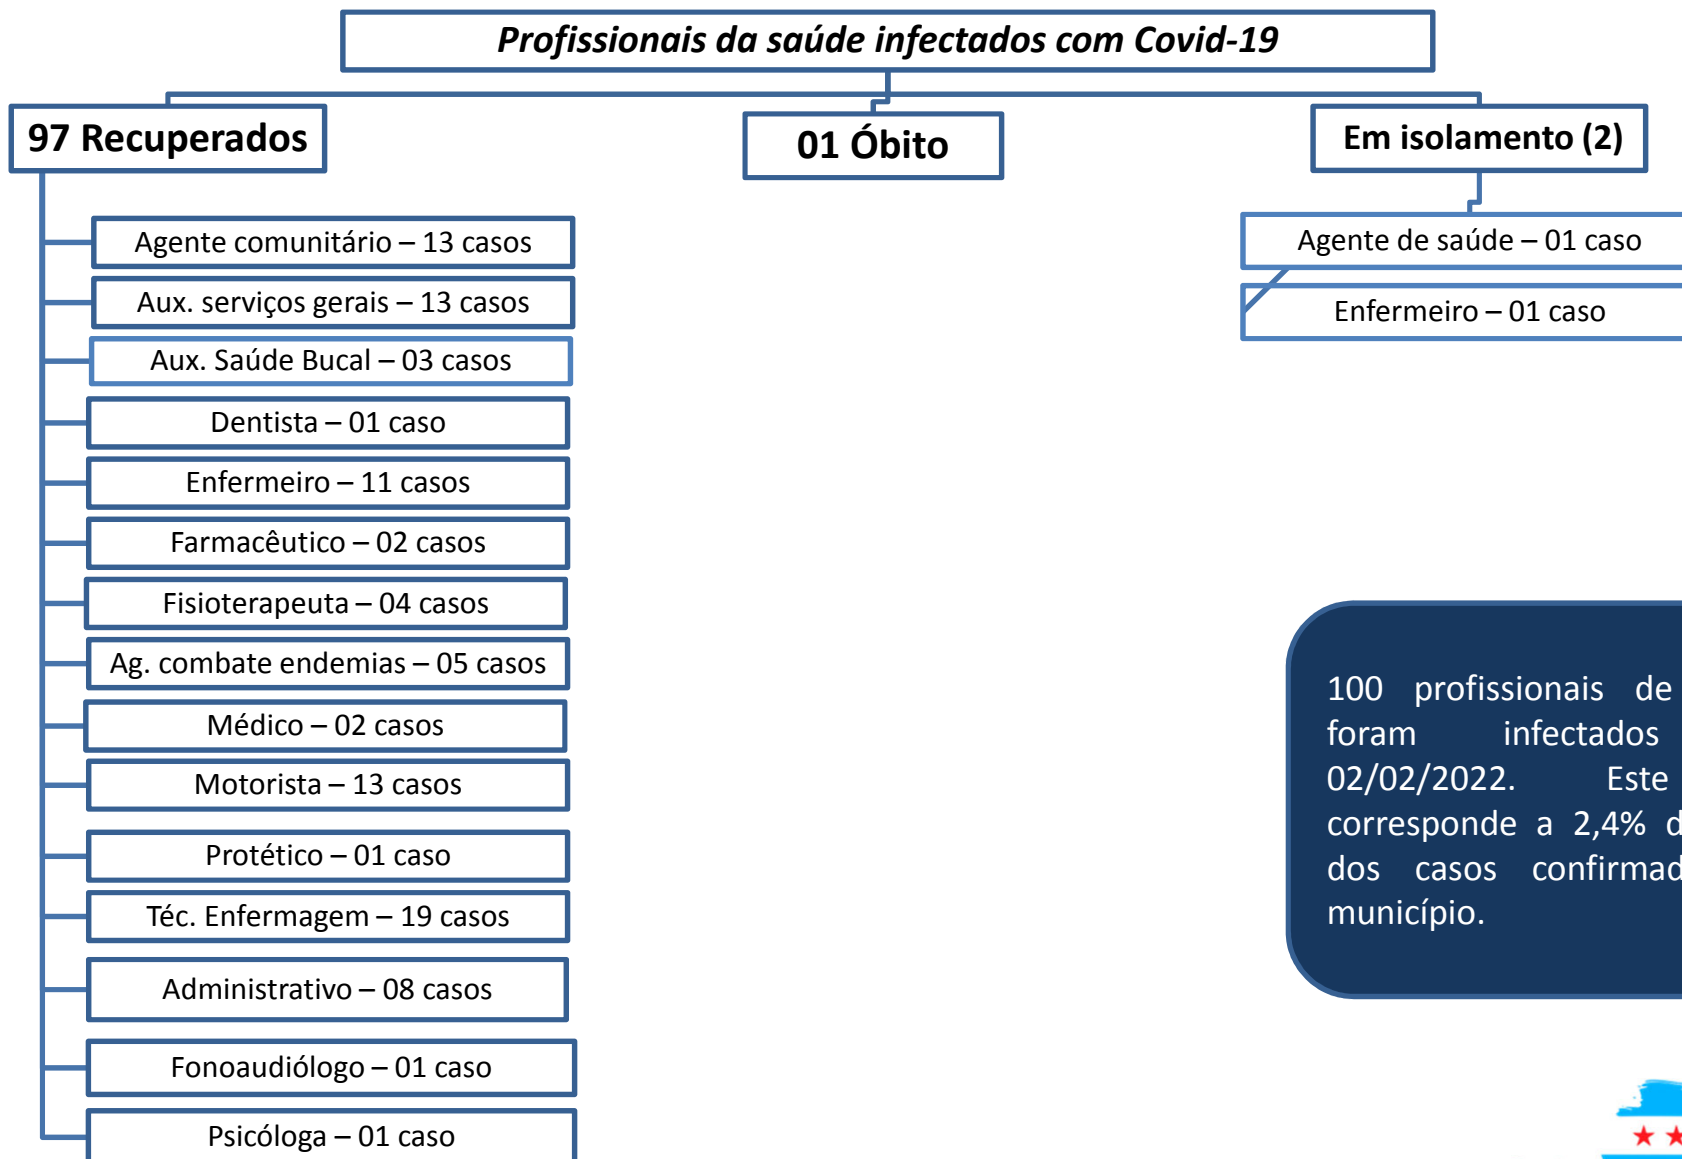 Profissionais da saúde infectados com Covid-19
97 Recuperados
01 Óbito
Em isolamento (2)
Agente comunitário – 13 casos
Aux. serviços gerais – 13 casos
Aux. Saúde Bucal – 03 casos
Dentista – 01 caso
Enfermeiro – 11 casos
Farmacêutico – 02 casos
Fisioterapeuta – 04 casos
Ag. combate endemias – 05 casos
Médico – 02 casos
Motorista – 13 casos
Protético – 01 caso
Téc. Enfermagem – 19 casos
Administrativo – 08 casos
Fonoaudiólogo – 01 caso
Psicóloga – 01 caso
Agente de saúde – 01 caso
Enfermeiro – 01 caso
100 profissionais de
foram infectados
02/02/2022. Este
corresponde a 2,4%
dos casos
município.